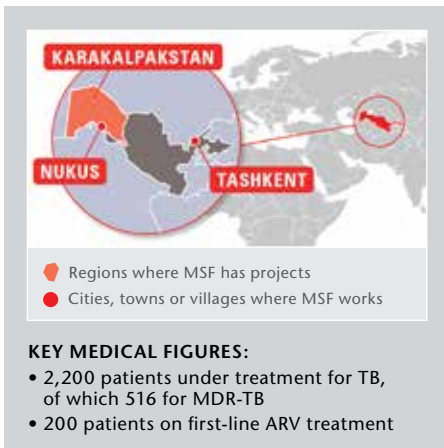 KARAKALPAKSTAN
NUKUS
TASHKENT
Regions where MSF has projects
Cities, towns or villages where MSF works
KEY MEDICAL FIGURES:
• 2,200 patients under treatment for TB,
of which 516 for MDR-TB
• 200 patients on first-line ARV treatment